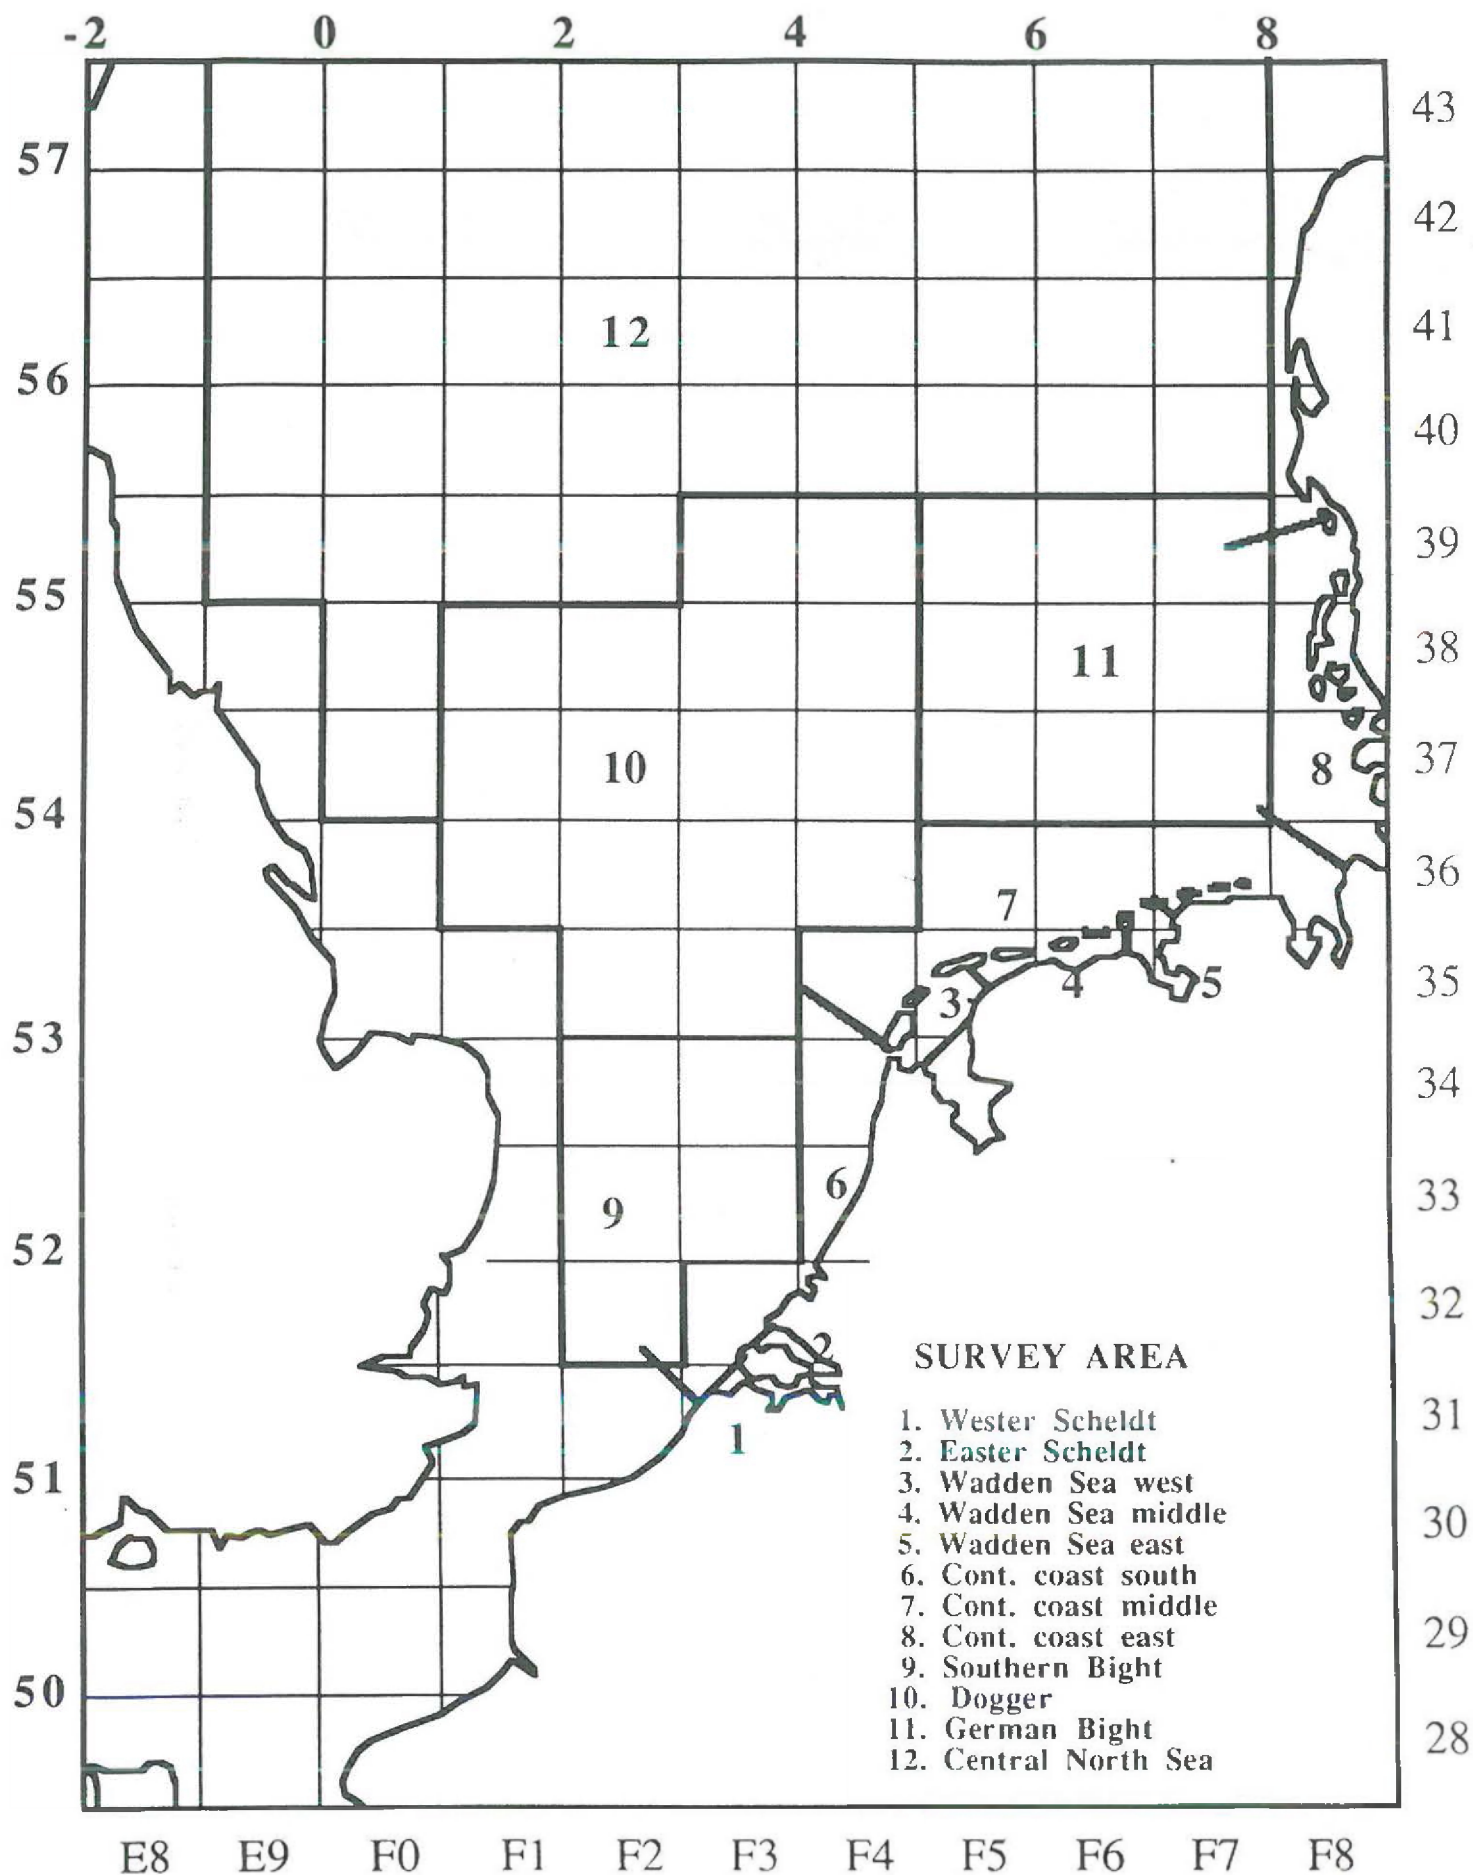 -2 0 2 4 6 8
43
57
42
12
41
56
40
39
55
38
11
10
37
8
54
36
7
3
4
5
35
53
34
6
33
9
52
32
2
SURVEY AREA
31
1
1. Wester Scheldt
2. Easter Scheldt
51
3. Wadden Sea west
4. Wadden Sea middle
30
5. Wadden Sea east
6. Cont. coast south
7. Cont. coast middle
29
8. Cont. coast east
9. Southern Bight
50
10. Dogger
11. German Bight
28
12. Central North Sea
E8 E9 F0 F1 F2 F3 F4 F5 F6 F7 F8